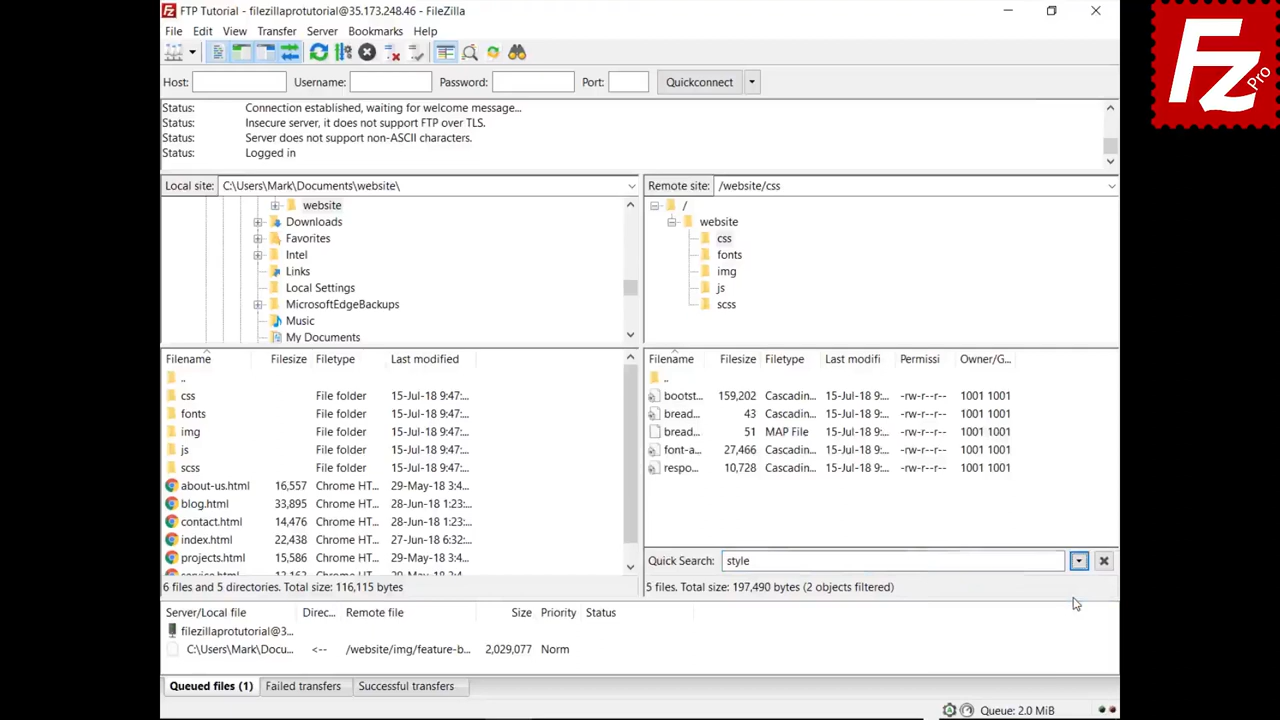 FTP Tutorial - filezillaprotutorial@35.173.248.46 - FileZilla
File Edit View Transfer Server Bookmarks Help
Host: Username: Password: Port: Quickconnect
Status: Connection established, waiting for welcome message...
Status: Insecure server, it does not support FTP over TLS.
Status: Server does not support non-ASCII characters.
Status: Logged in
Local site: C:\Users\Mark\Documents\website\
website
Downloads
Favorites
Intel
Links
Local Settings
MicrosoftEdgeBackups
Music
My Documents
Remote site: /website/css
/
website
css
fonts
img
js
scss
Filename Filesize Filetype Last modified
..
css File folder 15-Jul-18 9:47:...
fonts File folder 15-Jul-18 9:47:...
img File folder 15-Jul-18 9:47:...
js File folder 15-Jul-18 9:47:...
scss File folder 15-Jul-18 9:47:...
about-us.html 16,557 Chrome HT... 29-May-18 3:4...
blog.html 33,895 Chrome HT... 28-Jun-18 1:23:...
contact.html 14,476 Chrome HT... 28-Jun-18 1:23:...
index.html 22,438 Chrome HT... 27-Jun-18 6:32:...
projects.html 15,586 Chrome HT... 29-May-18 3:4...
6 files and 5 directories. Total size: 116,115 bytes
Filename Filesize Filetype Last modifi Permissi Owner/G...
..
bootst... 159,202 Cascadin... 15-Jul-18 9:... -rw-r--r-- 1001 1001
bread... 43 Cascadin... 15-Jul-18 9:... -rw-r--r-- 1001 1001
bread... 51 MAP File 15-Jul-18 9:... -rw-r--r-- 1001 1001
font-a... 27,466 Cascadin... 15-Jul-18 9:... -rw-r--r-- 1001 1001
respo... 10,728 Cascadin... 15-Jul-18 9:... -rw-r--r-- 1001 1001
Quick Search: style
5 files. Total size: 197,490 bytes (2 objects filtered)
Server/Local file Direc... Remote file Size Priority Status
filezillaprotutorial@3...
C:\Users\Mark\Docu... <-- /website/img/feature-b... 2,029,077 Norm
Queued files (1) Failed transfers Successful transfers
Queue: 2.0 MiB
Fz Pro